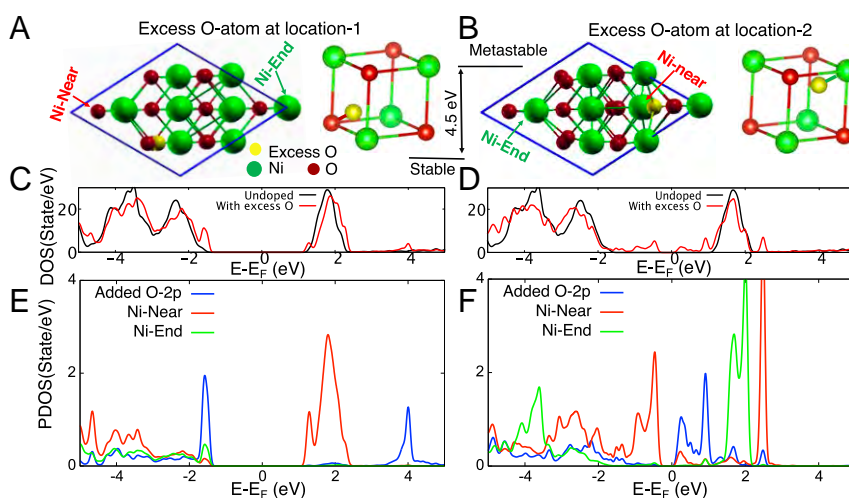 A
Excess O-atom at location-1
B
Excess O-atom at location-2
Ni-Near
Ni-End
Metastable
4.5 eV
Stable
Ni-near
Ni-End
Excess O
Ni
O
C
DOS(State/eV)
20
0
Undoped
With excess O
−4
−2
0
2
4
E-E_F (eV)
D
20
0
Undoped
With excess O
−4
−2
0
2
4
E-E_F (eV)
E
PDOS(State/eV)
4
2
0
Added O-2p
Ni-Near
Ni-End
−4
−2
0
2
4
E-E_F (eV)
F
4
2
0
Added O-2p
Ni-Near
Ni-End
−4
−2
0
2
4
E-E_F (eV)